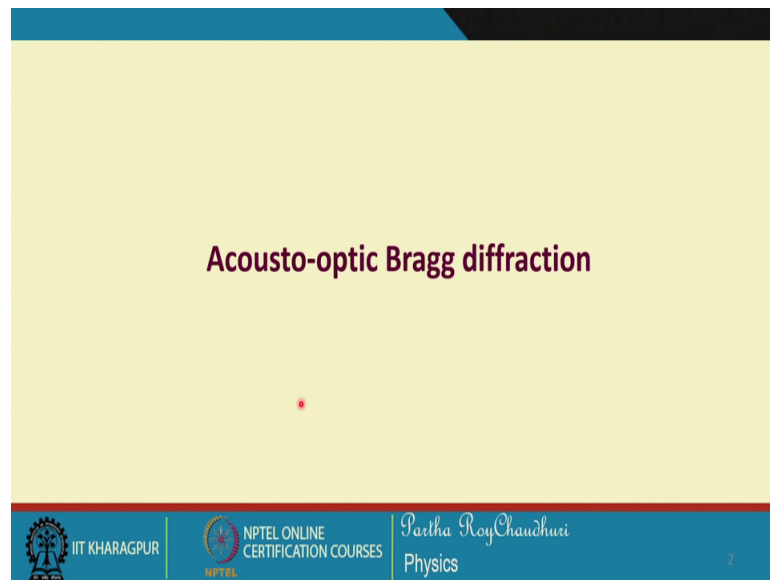 Acousto-optic Bragg diffraction
IIT KHARAGPUR
NPTEL
NPTEL ONLINE
CERTIFICATION COURSES
Partha RoyChaudhuri
Physics
2